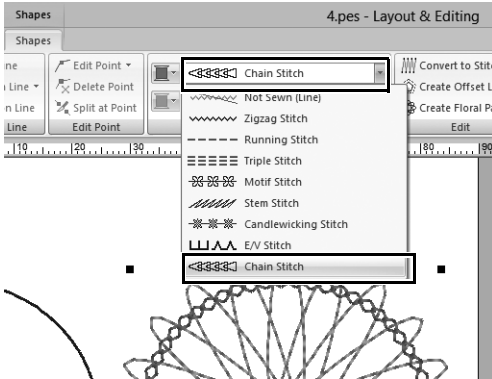 Shapes
4.pes - Layout & Editing
Shapes
ne
Edit Point
Chain Stitch
Convert to Stit
Line
Delete Point
Not Sewn (Line)
Create Offset L
n Line
Split at Point
Zigzag Stitch
Create Floral Pa
Line
Edit Point
Running Stitch
Edit
10
20
30
80
90
Triple Stitch
Motif Stitch
Stem Stitch
Candlewicking Stitch
E/V Stitch
Chain Stitch